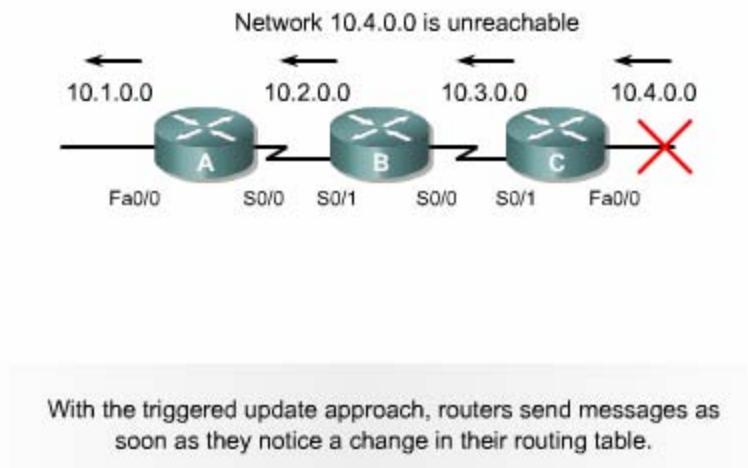 Network 10.4.0.0 is unreachable
10.1.0.0 10.2.0.0 10.3.0.0 10.4.0.0
A B C
Fa0/0 S0/0 S0/1 S0/0 S0/1 Fa0/0
With the triggered update approach, routers send messages as
soon as they notice a change in their routing table.